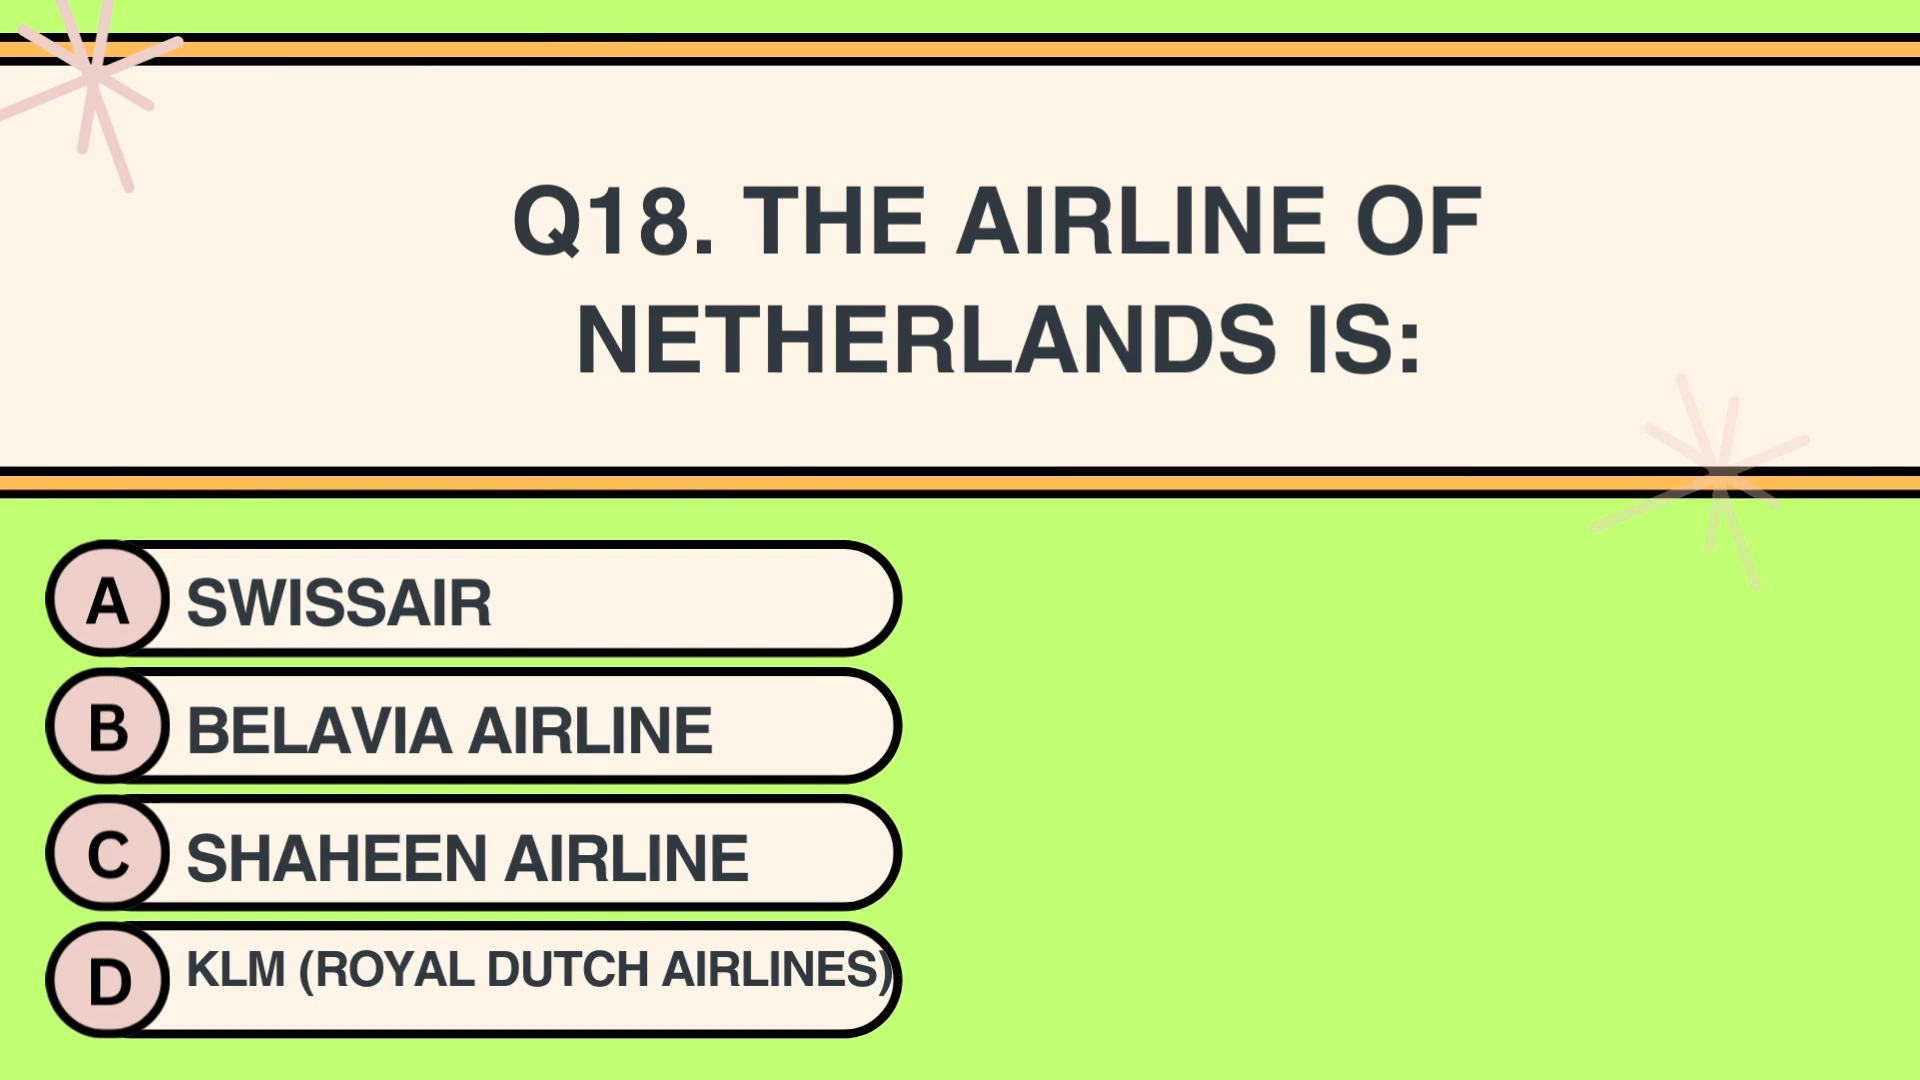 Q18. THE AIRLINE OF
NETHERLANDS IS:
A SWISSAIR
B BELAVIA AIRLINE
C SHAHEEN AIRLINE
D KLM (ROYAL DUTCH AIRLINES)